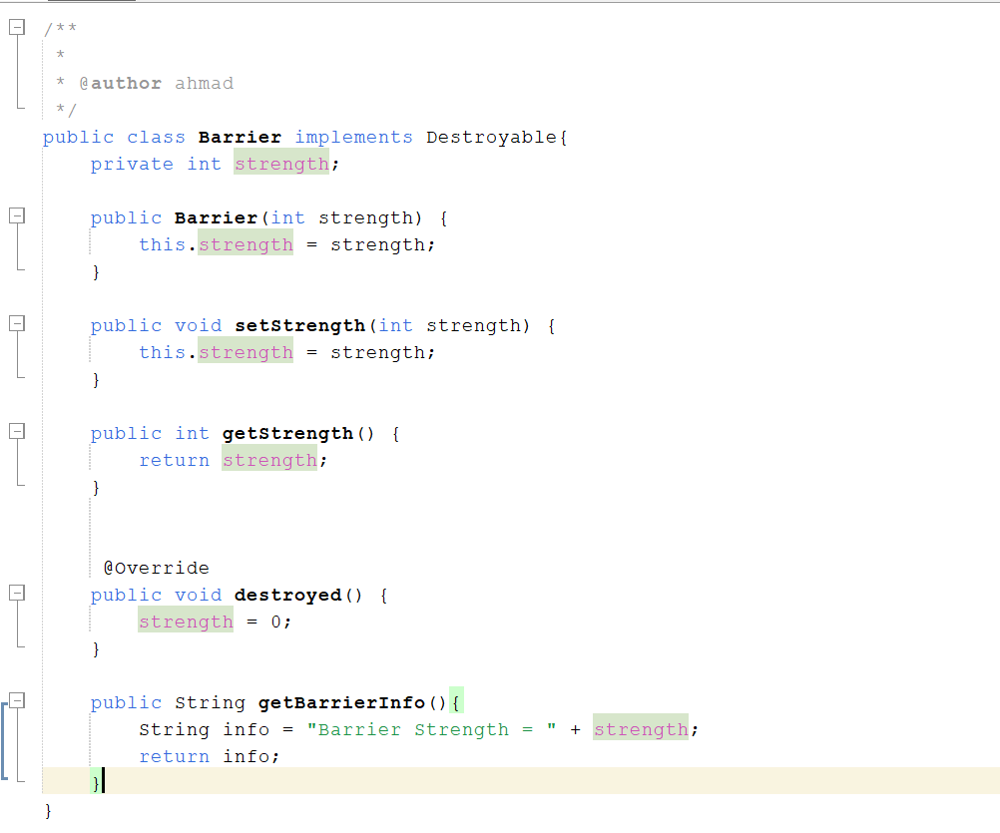 /**
 *
 * @author ahmad
 */
public class Barrier implements Destroyable{
    private int strength;

    public Barrier(int strength) {
        this.strength = strength;
    }

    public void setStrength(int strength) {
        this.strength = strength;
    }

    public int getStrength() {
        return strength;
    }


     @Override
    public void destroyed() {
        strength = 0;
    }

    public String getBarrierInfo(){
        String info = "Barrier Strength = " + strength;
        return info;
    }
}